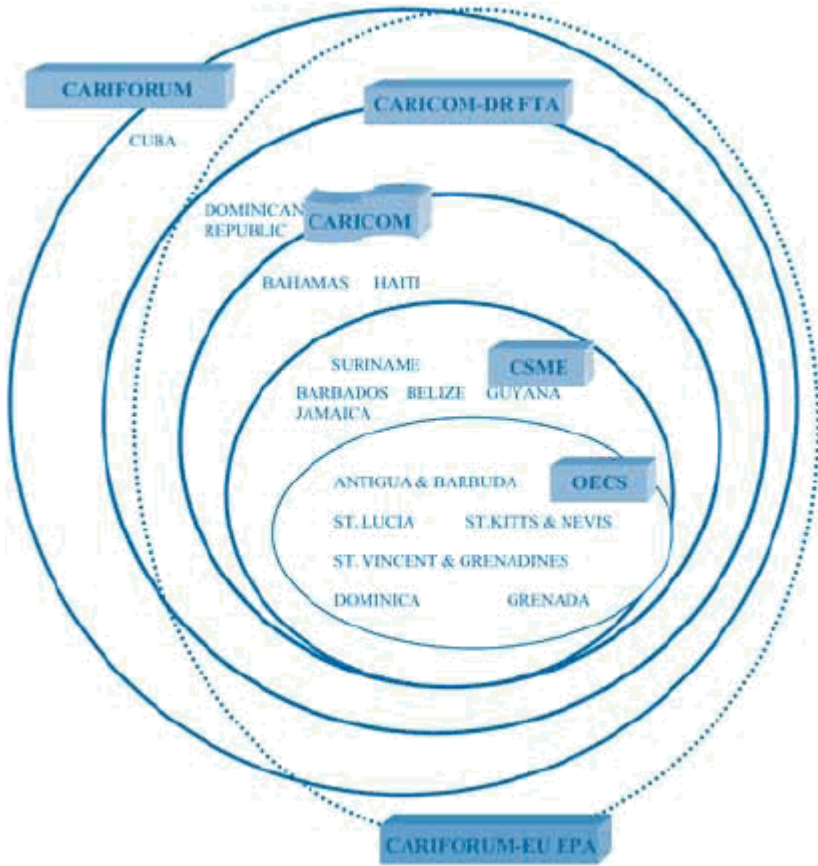 CARIFORUM
CARICOM-DR FTA
CUBA
DOMINICAN
REPUBLIC
CARICOM
BAHAMAS HAITI
SURINAME
CSME
BARBADOS BELIZE GUYANA
JAMAICA
ANTIGUA & BARBUDA
OECS
ST. LUCIA ST.KITTS & NEVIS
ST. VINCENT & GRENADINES
DOMINICA GRENADA
CARIFORUM-EU EPA